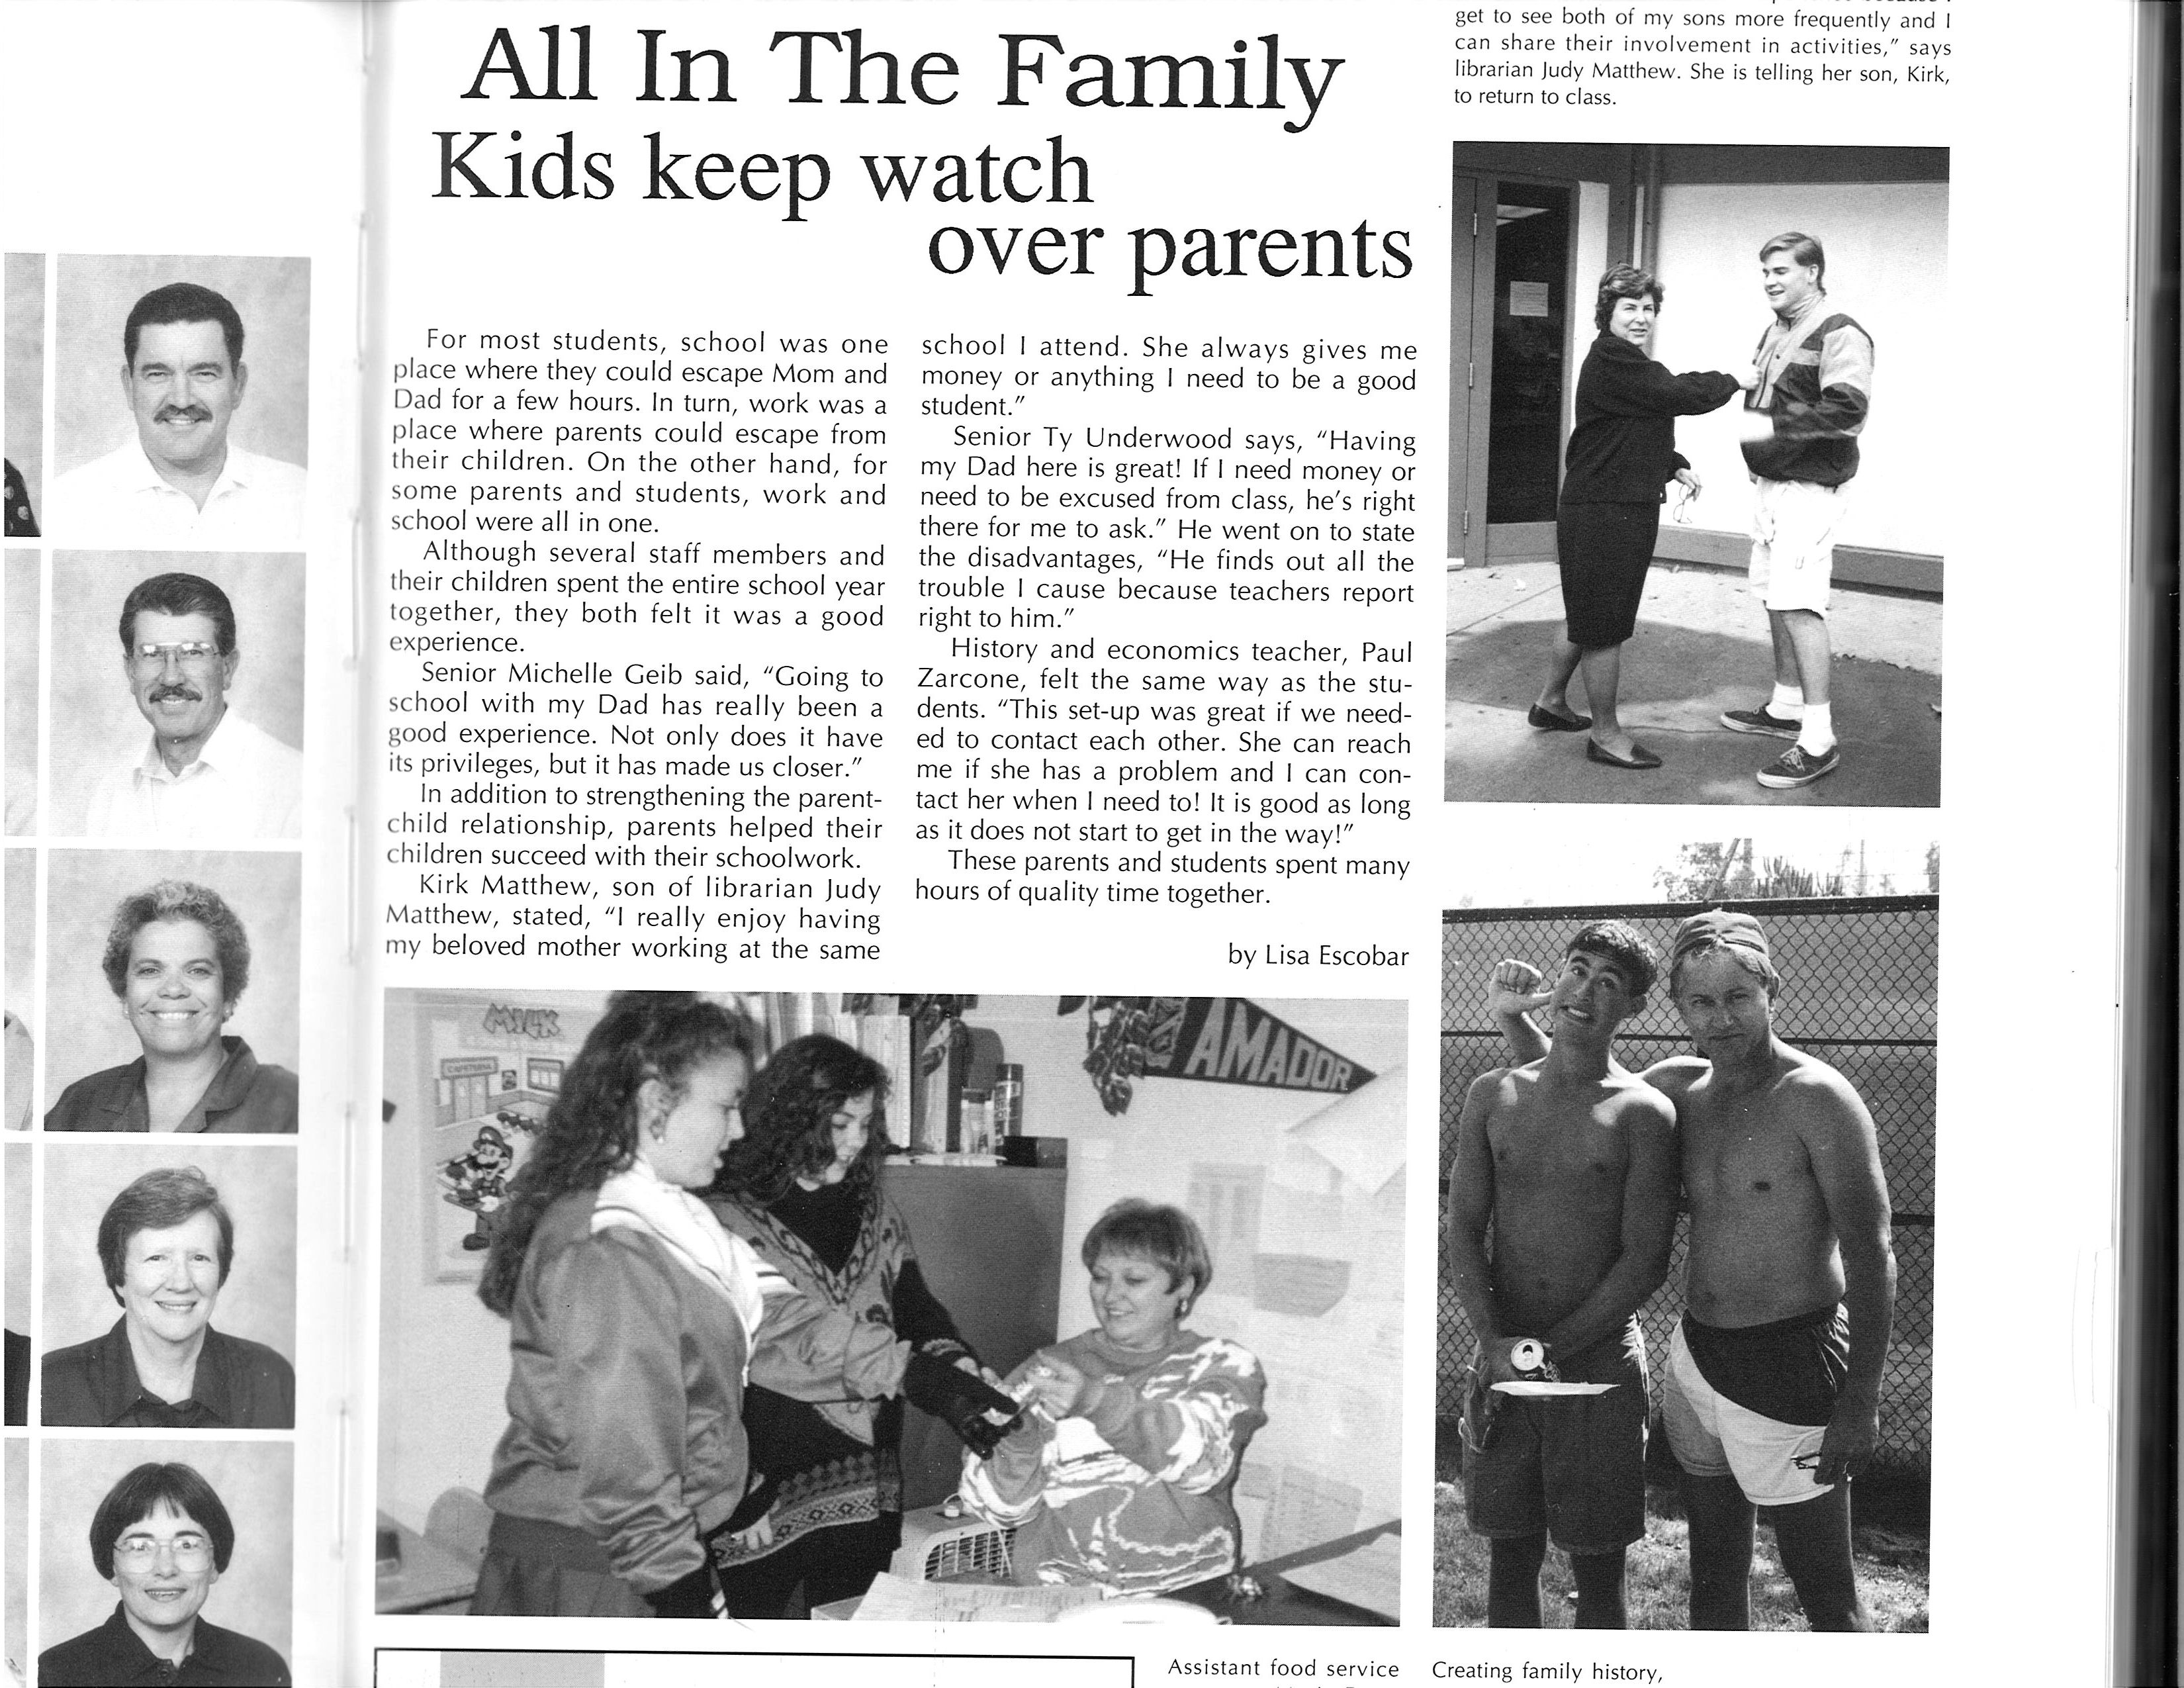 All In The Family
Kids keep watch
over parents
For most students, school was one
place where they could escape Mom and
Dad for a few hours. In turn, work was a
place where parents could escape from
their children. On the other hand, for
some parents and students, work and
school were all in one.
Although several staff members and
their children spent the entire school year
together, they both felt it was a good
experience.
Senior Michelle Geib said, “Going to
school with my Dad has really been a
good experience. Not only does it have
its privileges, but it has made us closer.”
In addition to strengthening the parent-
child relationship, parents helped their
children succeed with their schoolwork.
Kirk Matthew, son of librarian Judy
Matthew, stated, “I really enjoy having
my beloved mother working at the same
school I attend. She always gives me
money or anything I need to be a good
student.”
Senior Ty Underwood says, “Having
my Dad here is great! If I need money or
need to be excused from class, he's right
there for me to ask.” He went on to state
the disadvantages, “He finds out all the
trouble I cause because teachers report
right to him.”
History and economics teacher, Paul
Zarcone, felt the same way as the stu-
dents. “This set-up was great if we need-
ed to contact each other. She can reach
me if she has a problem and I can con-
tact her when I need to! It is good as long
as it does not start to get in the way!”
These parents and students spent many
hours of quality time together.
by Lisa Escobar
get to see both of my sons more frequently and I
can share their involvement in activities,” says
librarian Judy Matthew. She is telling her son, Kirk,
to return to class.
MILK
CAFETERIA
AMADOR
Assistant food service
Creating family history,